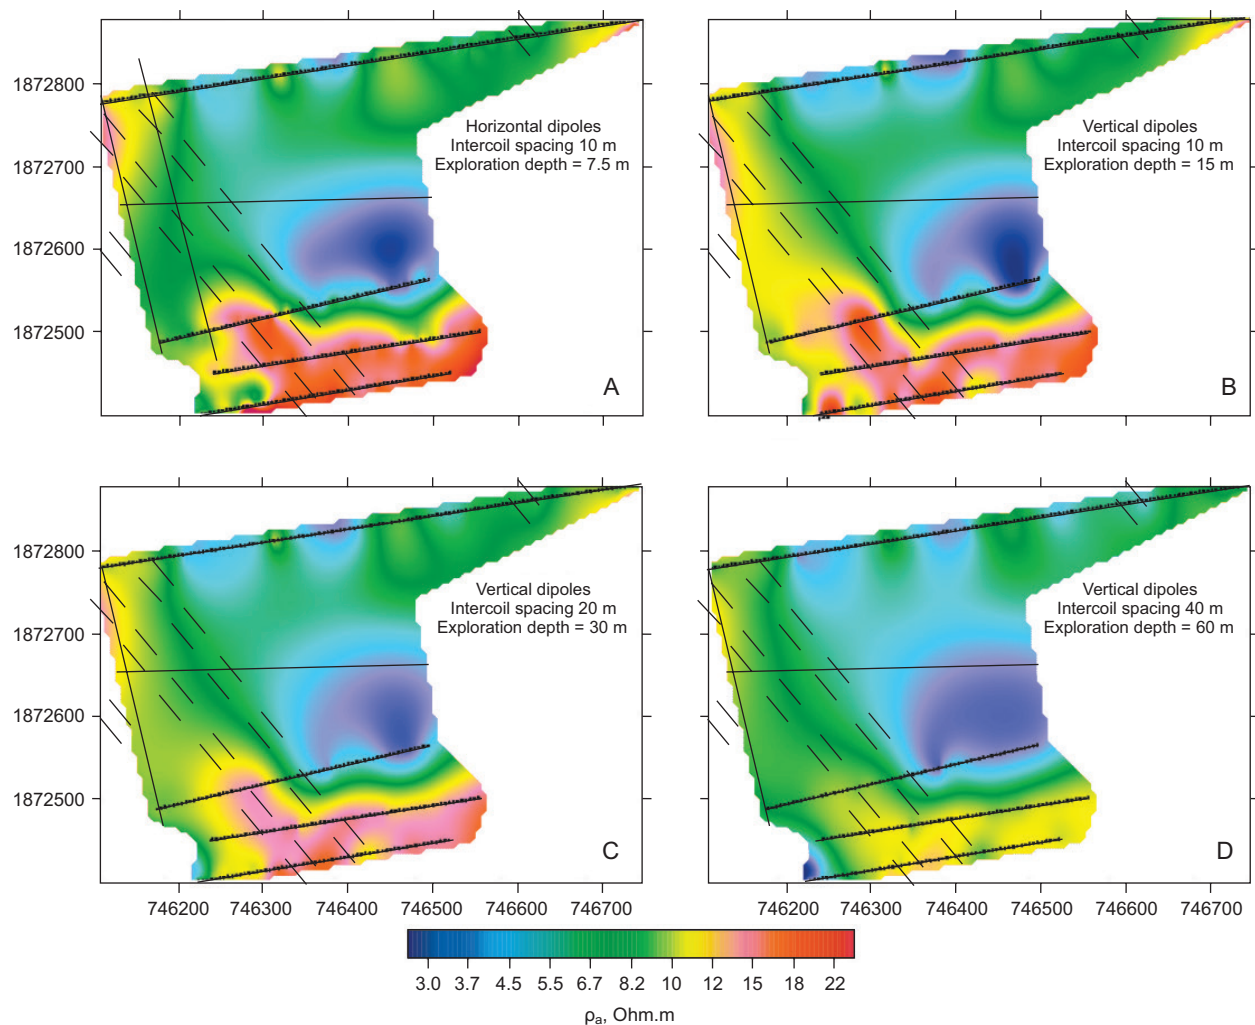 1872800
1872700
1872600
1872500
Horizontal dipoles
Intercoil spacing 10 m
Exploration depth = 7.5 m
A
Vertical dipoles
Intercoil spacing 10 m
Exploration depth = 15 m
B
1872800
1872700
1872600
1872500
Vertical dipoles
Intercoil spacing 20 m
Exploration depth = 30 m
C
Vertical dipoles
Intercoil spacing 40 m
Exploration depth = 60 m
D
746200 746300 746400 746500 746600 746700
746200 746300 746400 746500 746600 746700
3.0 3.7 4.5 5.5 6.7 8.2 10 12 15 18 22
ρₐ, Ohm.m